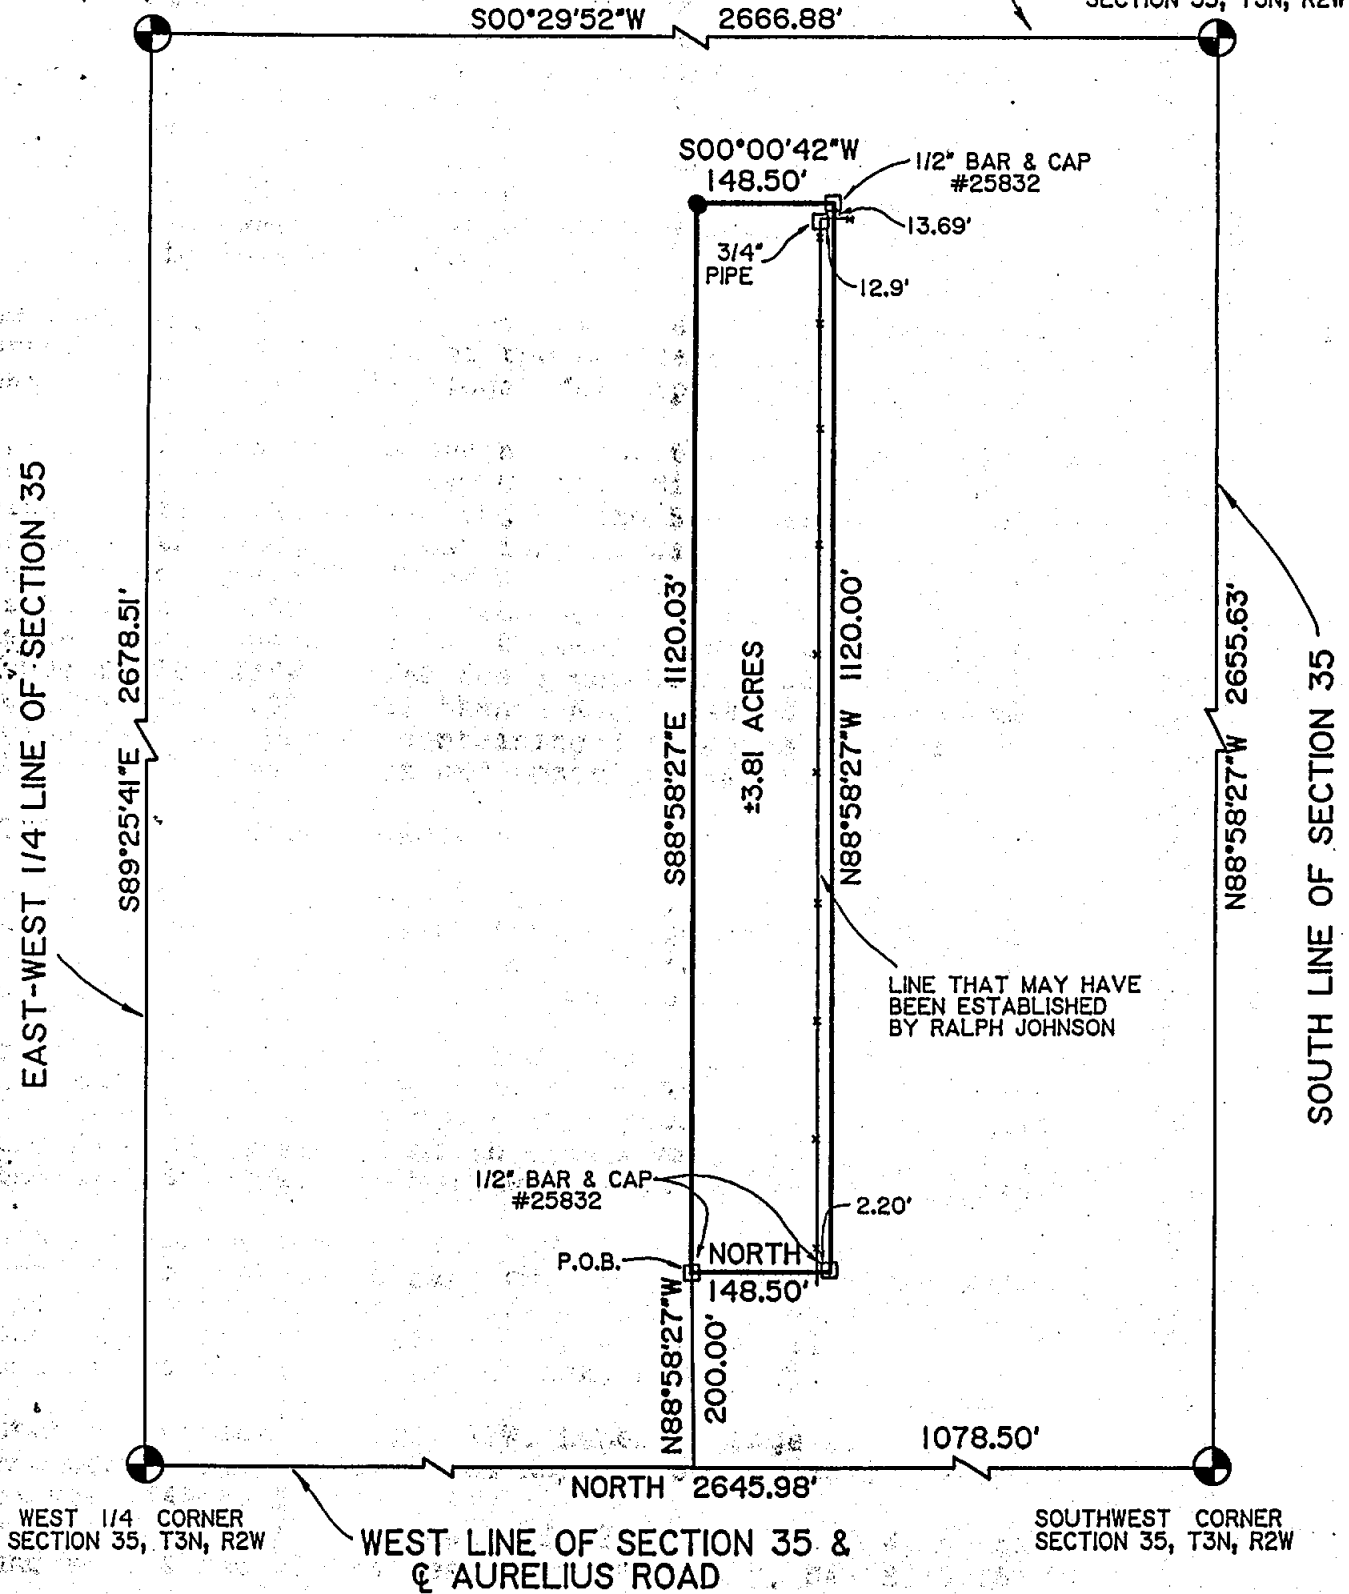 SECTION 35, T3N, R2W
S00°29'52"W 2666.88'
S00°00'42"W
148.50'
1/2" BAR & CAP
#25832
13.69'
3/4"
PIPE
12.9'
EAST-WEST 1/4 LINE OF SECTION 35
S89°25'41"E 2678.51'
S88°58'27"E 1120.03'
±3.81 ACRES
N88°58'27"W 1120.00'
N88°58'27"W 2655.63'
SOUTH LINE OF SECTION 35
LINE THAT MAY HAVE
BEEN ESTABLISHED
BY RALPH JOHNSON
1/2" BAR & CAP
#25832
2.20'
P.O.B.
NORTH
148.50'
N88°58'27"W
200.00'
1078.50'
NORTH 2645.98'
WEST 1/4 CORNER
SECTION 35, T3N, R2W
SOUTHWEST CORNER
SECTION 35, T3N, R2W
WEST LINE OF SECTION 35 &
℄ AURELIUS ROAD